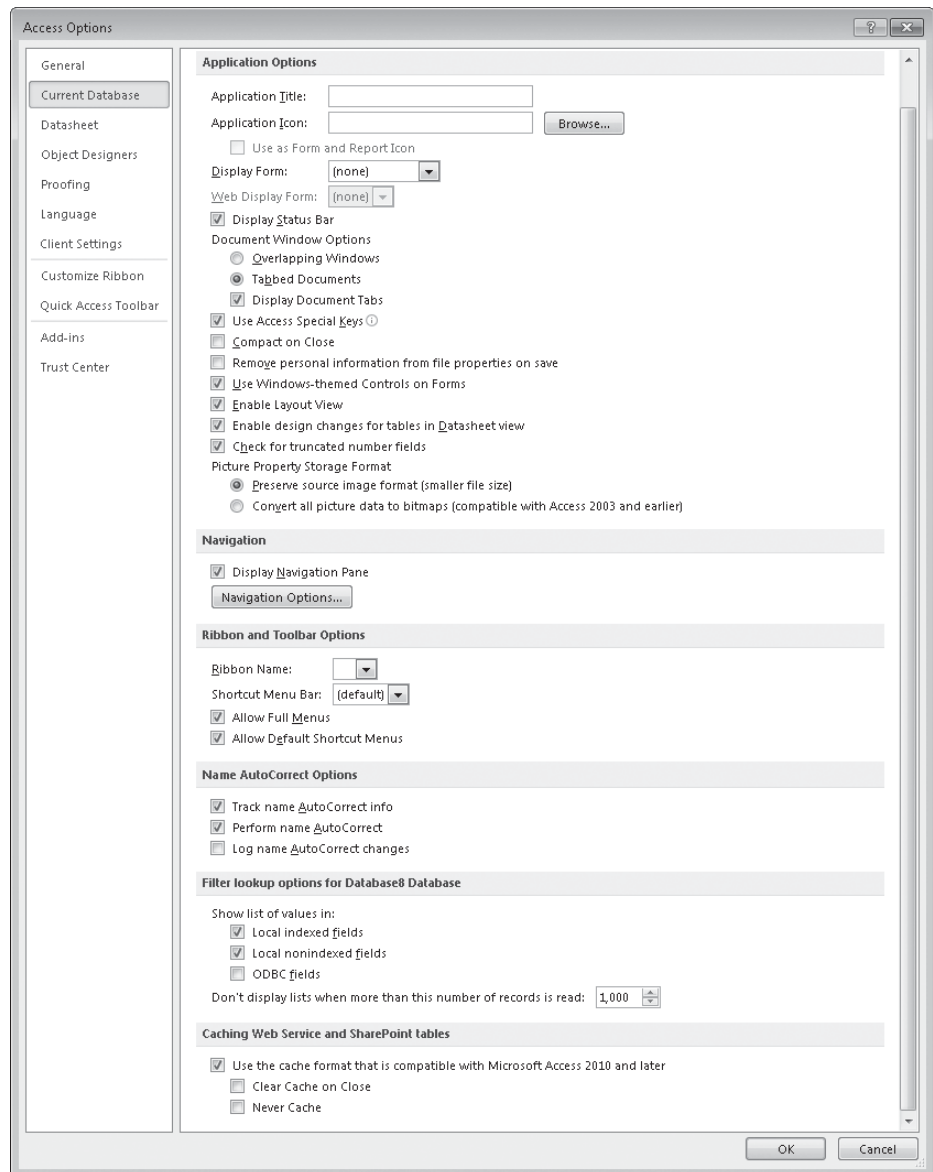 Access Options
General
Current Database
Datasheet
Object Designers
Proofing
Language
Client Settings
Customize Ribbon
Quick Access Toolbar
Add-ins
Trust Center
Application Options
Application Title:
Application Icon: Browse...
Use as Form and Report Icon
Display Form: (none)
Web Display Form: (none)
Display Status Bar
Document Window Options
Overlapping Windows
Tabbed Documents
Display Document Tabs
Use Access Special Keys
Compact on Close
Remove personal information from file properties on save
Use Windows-themed Controls on Forms
Enable Layout View
Enable design changes for tables in Datasheet view
Check for truncated number fields
Picture Property Storage Format
Preserve source image format (smaller file size)
Convert all picture data to bitmaps (compatible with Access 2003 and earlier)
Navigation
Display Navigation Pane
Navigation Options...
Ribbon and Toolbar Options
Ribbon Name:
Shortcut Menu Bar: (default)
Allow Full Menus
Allow Default Shortcut Menus
Name AutoCorrect Options
Track name AutoCorrect info
Perform name AutoCorrect
Log name AutoCorrect changes
Filter lookup options for Database8 Database
Show list of values in:
Local indexed fields
Local nonindexed fields
ODBC fields
Don't display lists when more than this number of records is read: 1,000
Caching Web Service and SharePoint tables
Use the cache format that is compatible with Microsoft Access 2010 and later
Clear Cache on Close
Never Cache
OK Cancel